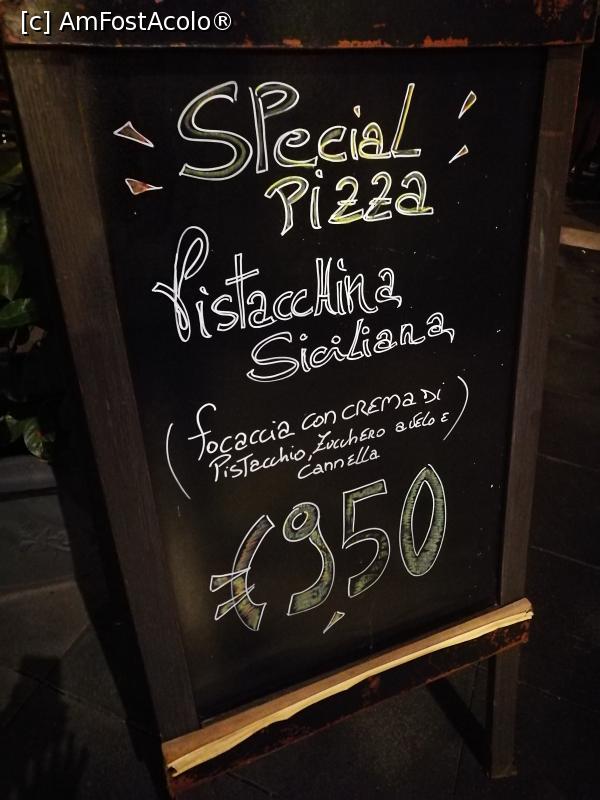 [c] AmFostAcolo®
Special
Pizza
Pistacchina
Siciliana
(focaccia con crema di
Pistacchio, Zucchero a velo e
cannella)
€9,50